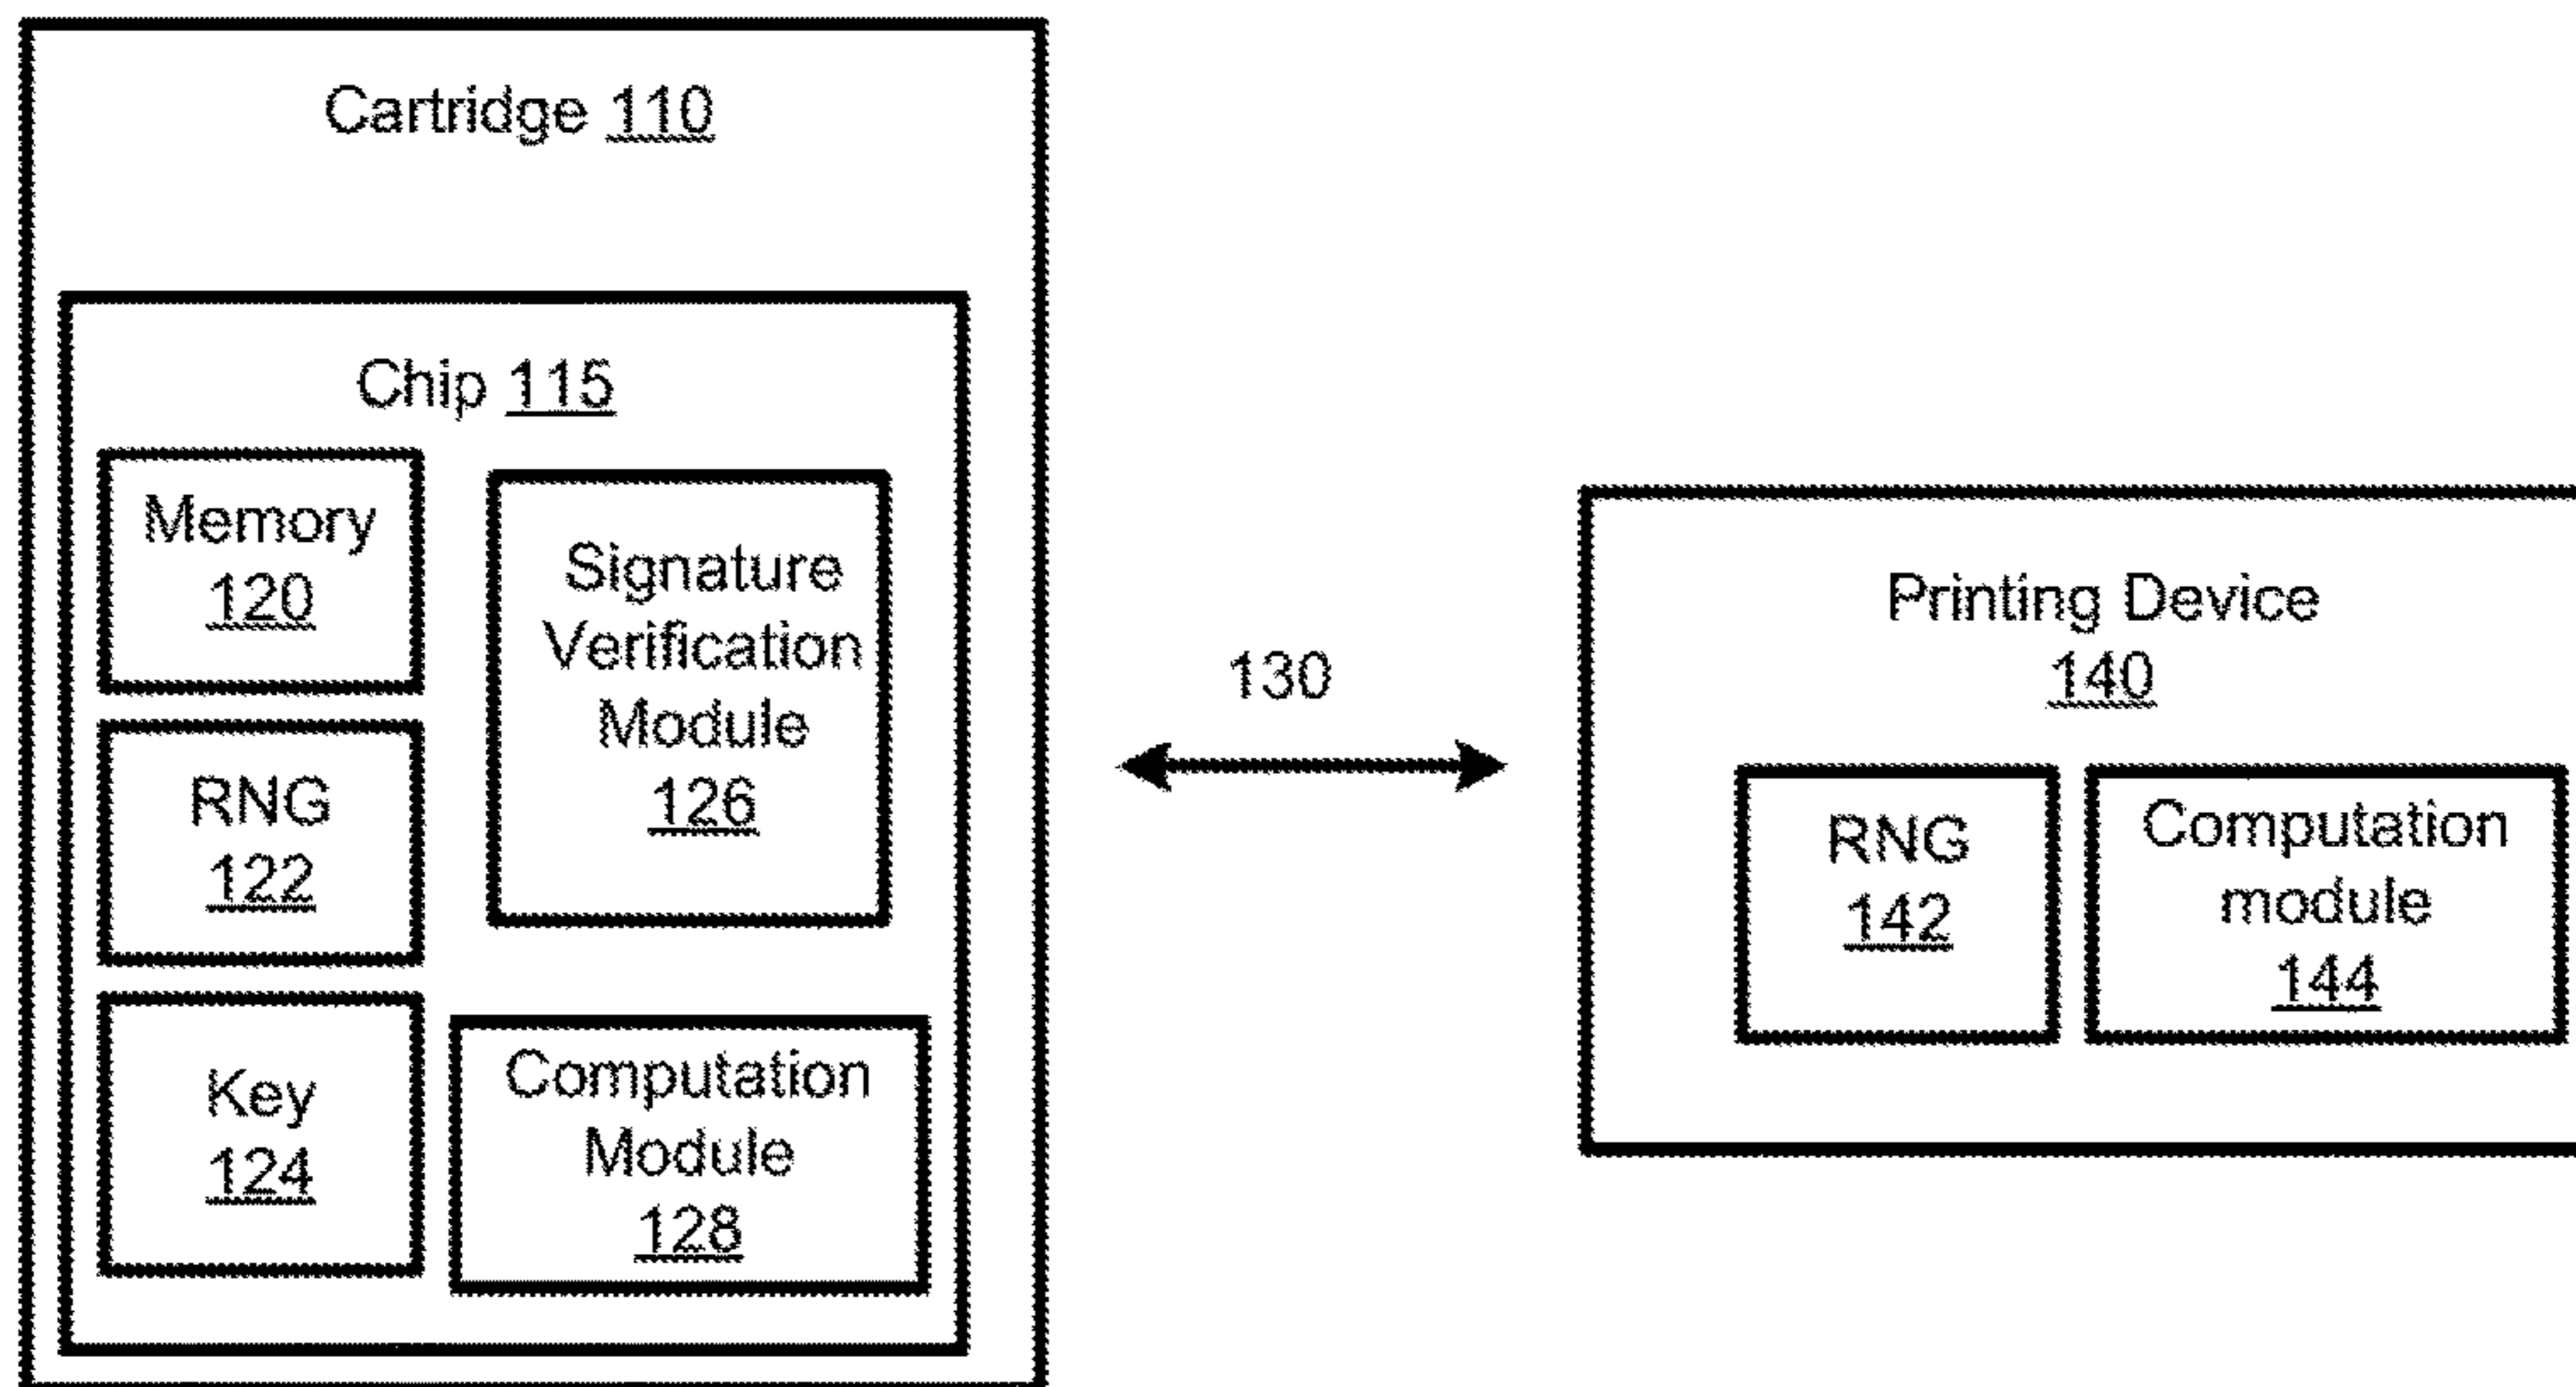 Cartridge 110
Chip 115
Memory
120
RNG
122
Key
124
Signature
Verification
Module
126
Computation
Module
128
130
Printing Device
140
RNG
142
Computation
module
144